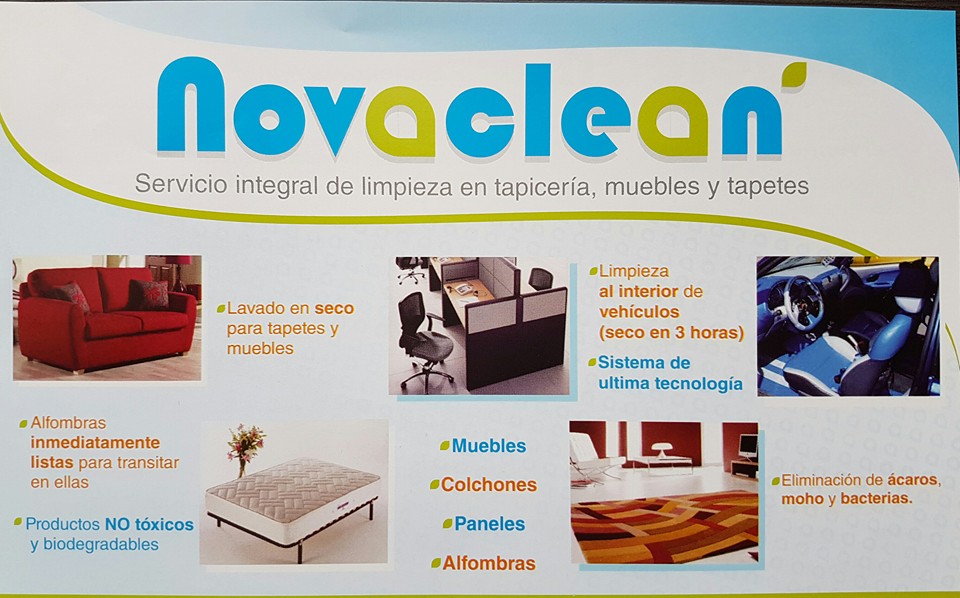 Novaclean
Servicio integral de limpieza en tapicería, muebles y tapetes
Lavado en seco
para tapetes y
muebles
Limpieza
al interior de
vehículos
(seco en 3 horas)
Sistema de
ultima tecnología
Alfombras
inmediatamente
listas para transitar
en ellas
Productos NO tóxicos
y biodegradables
Muebles
Colchones
Paneles
Alfombras
Eliminación de ácaros,
moho y bacterias.